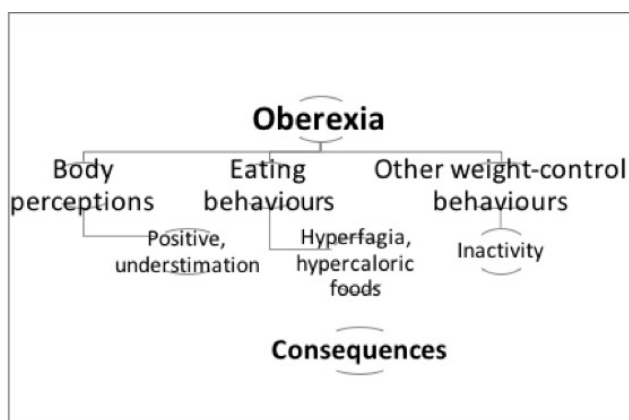 Oberexia
Body
perceptions
Eating
behaviours
Other weight-control
behaviours
Positive,
understimation
Hyperfagia,
hypercaloric
foods
Inactivity
Consequences